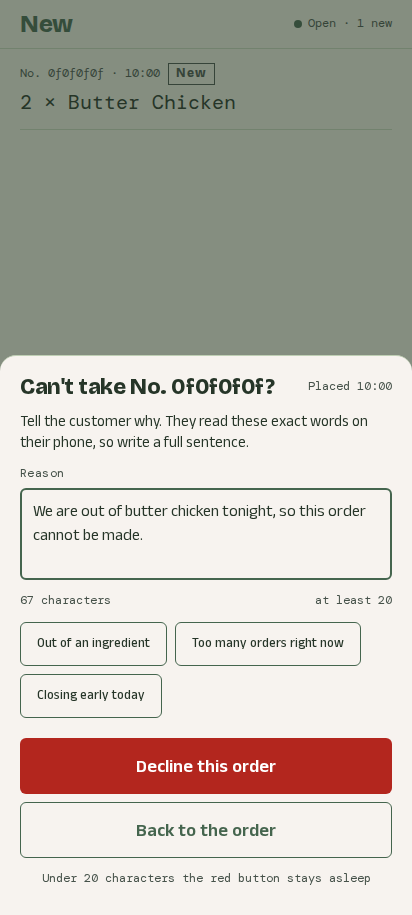 New
Open · 1 new
No. 0f0f0f0f · 10:00 New
2 × Butter Chicken
Can't take No. 0f0f0f0f?
Placed 10:00
Tell the customer why. They read these exact words on
their phone, so write a full sentence.
Reason
We are out of butter chicken tonight, so this order
cannot be made.
67 characters
at least 20
Out of an ingredient
Too many orders right now
Closing early today
Decline this order
Back to the order
Under 20 characters the red button stays asleep